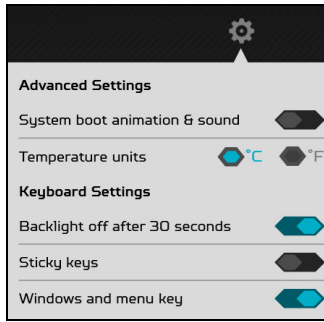 Advanced Settings
System boot animation & sound
Temperature units °C °F
Keyboard Settings
Backlight off after 30 seconds
Sticky keys
Windows and menu key